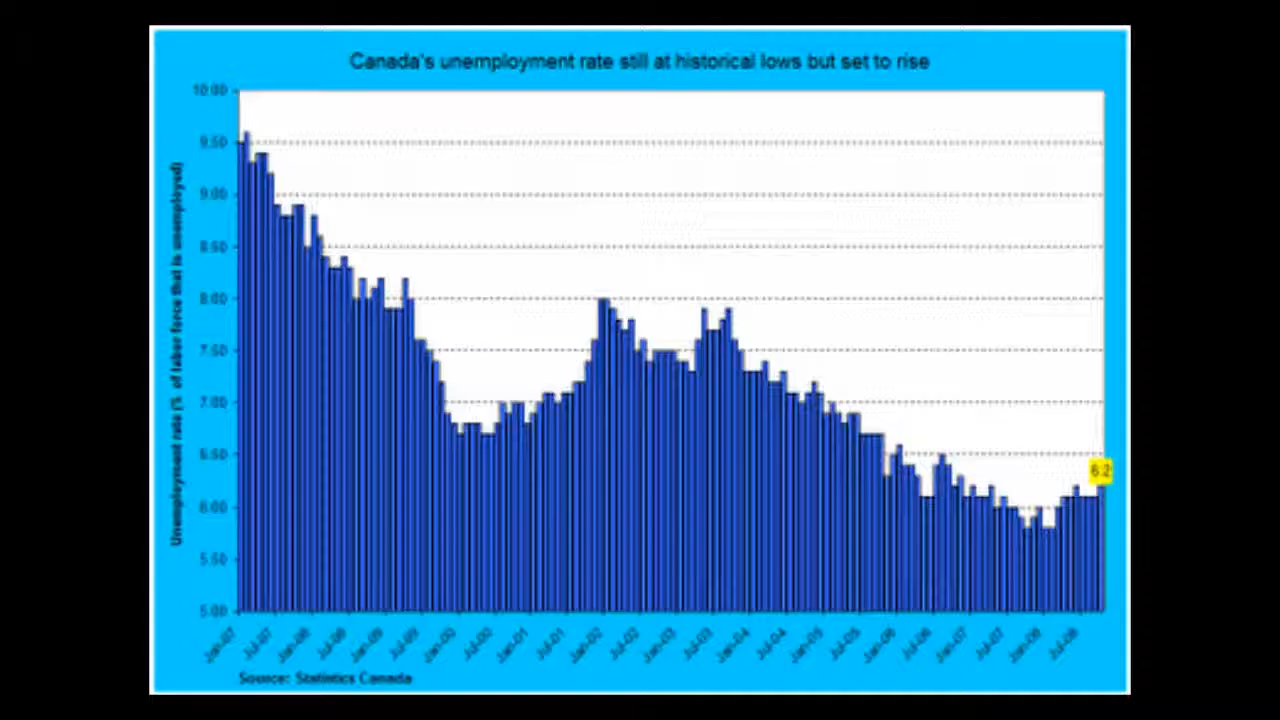 Canada's unemployment rate still at historical lows but set to rise
Unemployment rate (% of labor force that is unemployed)
10.00
9.50
9.00
8.50
8.00
7.50
7.00
6.50
6.00
5.50
5.00
6.2
Jan-97
Jul-97
Jan-98
Jul-98
Jan-99
Jul-99
Jan-00
Jul-00
Jan-01
Jul-01
Jan-02
Jul-02
Jan-03
Jul-03
Jan-04
Jul-04
Jan-05
Jul-05
Jan-06
Jul-06
Jan-07
Jul-07
Jan-08
Jul-08
Source: Statistics Canada